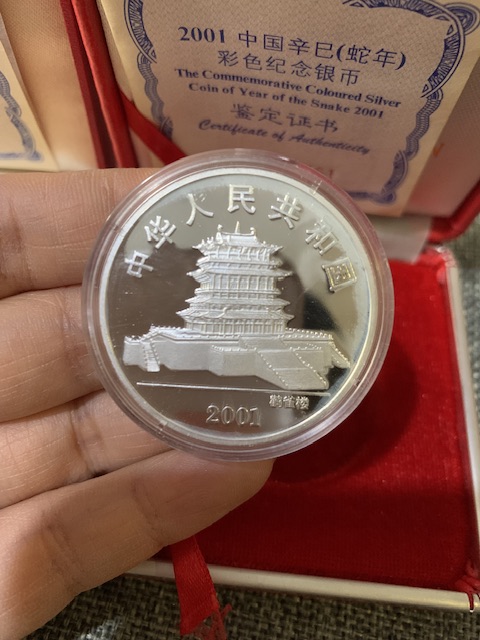 2001 中国辛巳(蛇年)
彩色纪念银币
The Commemorative Coloured Silver
Coin of Year of the Snake 2001
鉴定证书
Certificate of Authenticity
中华人民共和国
鹳雀楼
2001